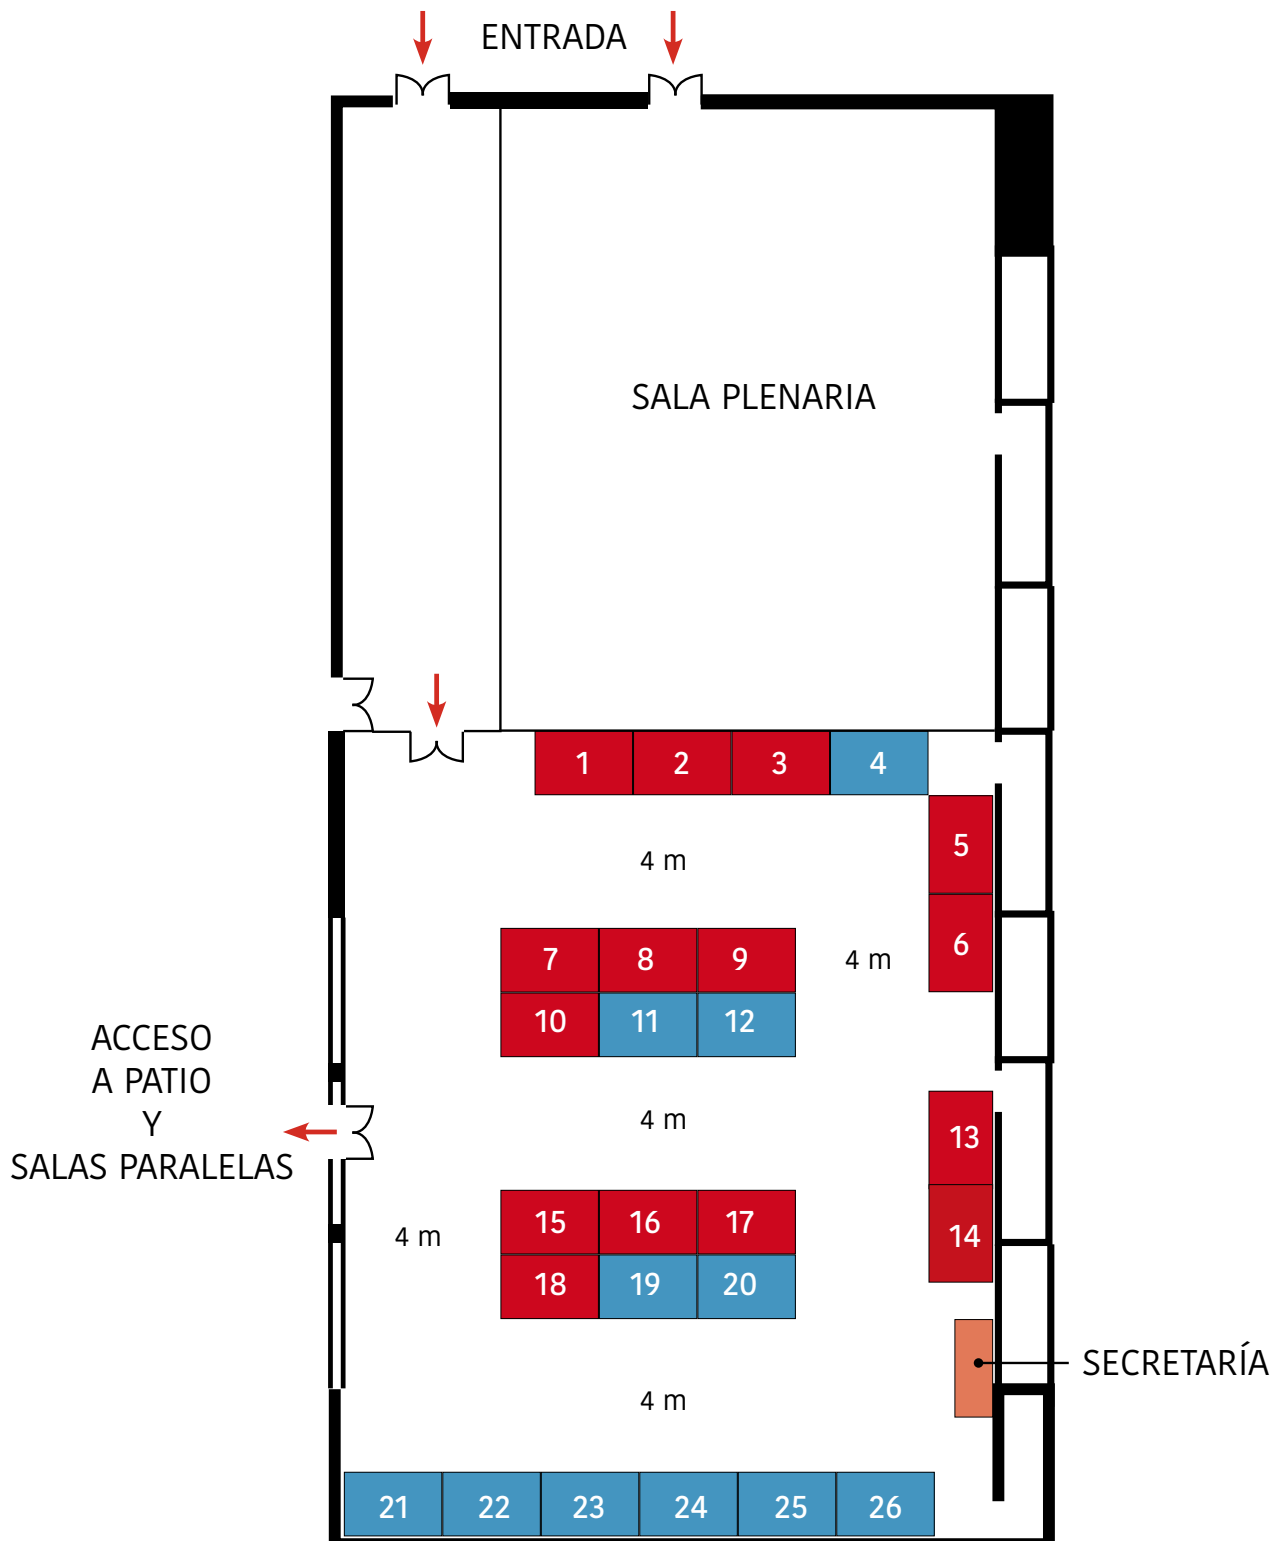 ENTRADA
SALA PLENARIA
1 2 3 4
5
4 m
6
7 8 9
4 m
10 11 12
ACCESO
A PATIO
Y
SALAS PARALELAS
4 m
13
14
15 16 17
4 m
18 19 20
SECRETARÍA
4 m
21 22 23 24 25 26